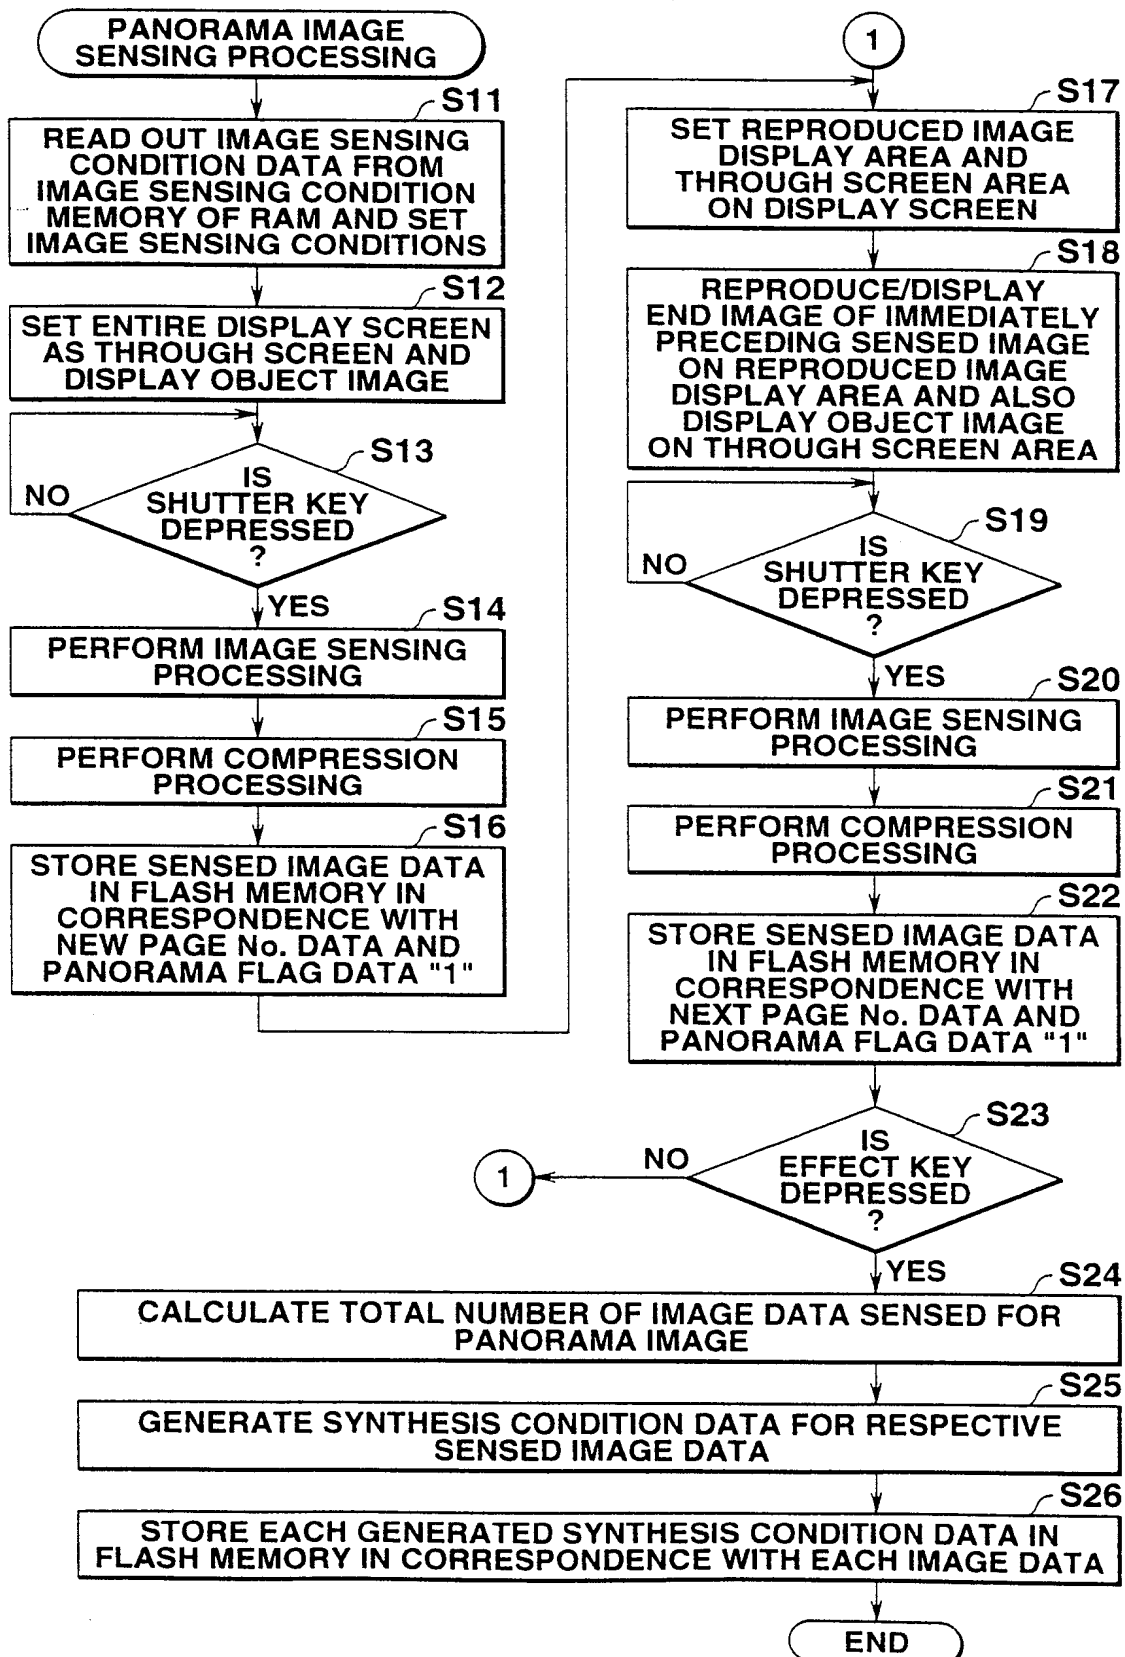 PANORAMA IMAGE
SENSING PROCESSING
S11
READ OUT IMAGE SENSING
CONDITION DATA FROM
IMAGE SENSING CONDITION
MEMORY OF RAM AND SET
IMAGE SENSING CONDITIONS
S12
SET ENTIRE DISPLAY SCREEN
AS THROUGH SCREEN AND
DISPLAY OBJECT IMAGE
S13
IS
SHUTTER KEY
DEPRESSED
?
NO
YES
S14
PERFORM IMAGE SENSING
PROCESSING
S15
PERFORM COMPRESSION
PROCESSING
S16
STORE SENSED IMAGE DATA
IN FLASH MEMORY IN
CORRESPONDENCE WITH
NEW PAGE No. DATA AND
PANORAMA FLAG DATA "1"
1
S17
SET REPRODUCED IMAGE
DISPLAY AREA AND
THROUGH SCREEN AREA
ON DISPLAY SCREEN
S18
REPRODUCE/DISPLAY
END IMAGE OF IMMEDIATELY
PRECEDING SENSED IMAGE
ON REPRODUCED IMAGE
DISPLAY AREA AND ALSO
DISPLAY OBJECT IMAGE
ON THROUGH SCREEN AREA
S19
IS
SHUTTER KEY
DEPRESSED
?
NO
YES
S20
PERFORM IMAGE SENSING
PROCESSING
S21
PERFORM COMPRESSION
PROCESSING
S22
STORE SENSED IMAGE DATA
IN FLASH MEMORY IN
CORRESPONDENCE WITH
NEXT PAGE No. DATA AND
PANORAMA FLAG DATA "1"
S23
IS
EFFECT KEY
DEPRESSED
?
NO
1
YES
S24
CALCULATE TOTAL NUMBER OF IMAGE DATA SENSED FOR
PANORAMA IMAGE
S25
GENERATE SYNTHESIS CONDITION DATA FOR RESPECTIVE
SENSED IMAGE DATA
S26
STORE EACH GENERATED SYNTHESIS CONDITION DATA IN
FLASH MEMORY IN CORRESPONDENCE WITH EACH IMAGE DATA
END